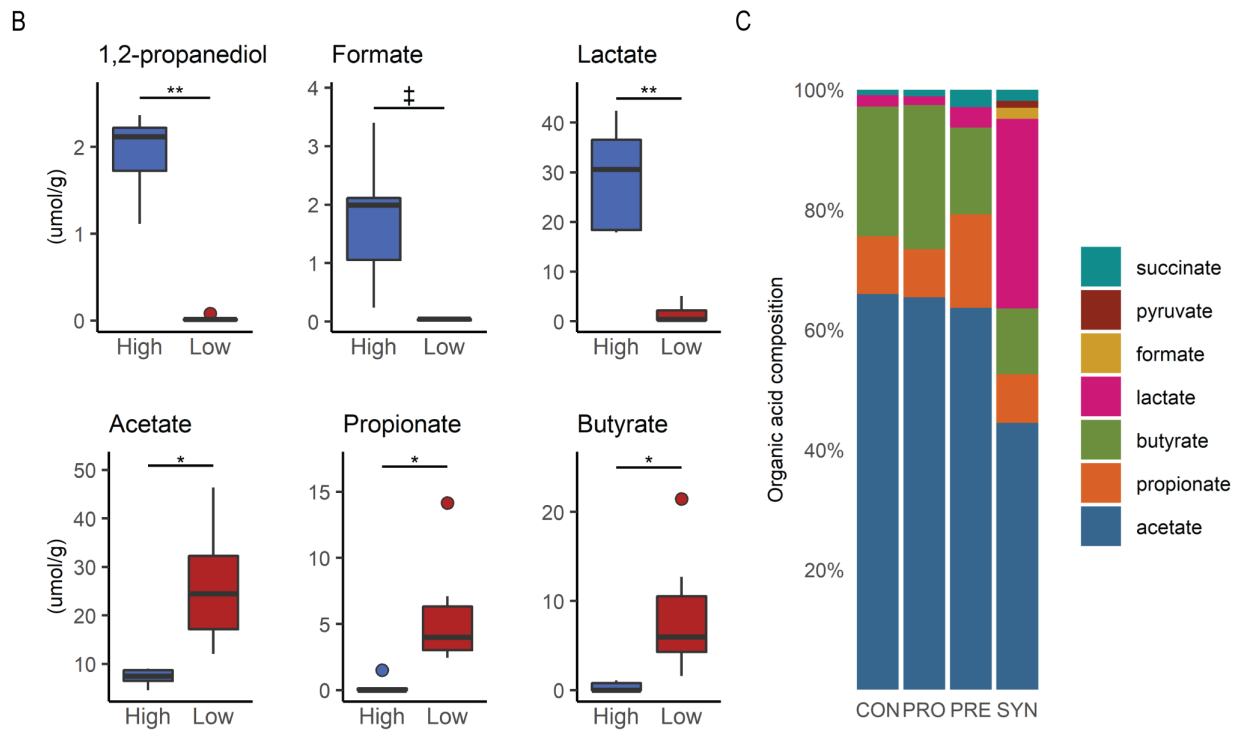 B
1,2-propanediol
Formate
Lactate
**
‡
**
(umol/g)
2
1
0
4
3
2
1
0
40
30
20
10
0
High Low
High Low
High Low
Acetate
Propionate
Butyrate
*
*
*
(umol/g)
50
40
30
20
10
15
10
5
0
20
10
0
High Low
High Low
High Low
C
Organic acid composition
100%
80%
60%
40%
20%
CON PRO PRE SYN
succinate
pyruvate
formate
lactate
butyrate
propionate
acetate